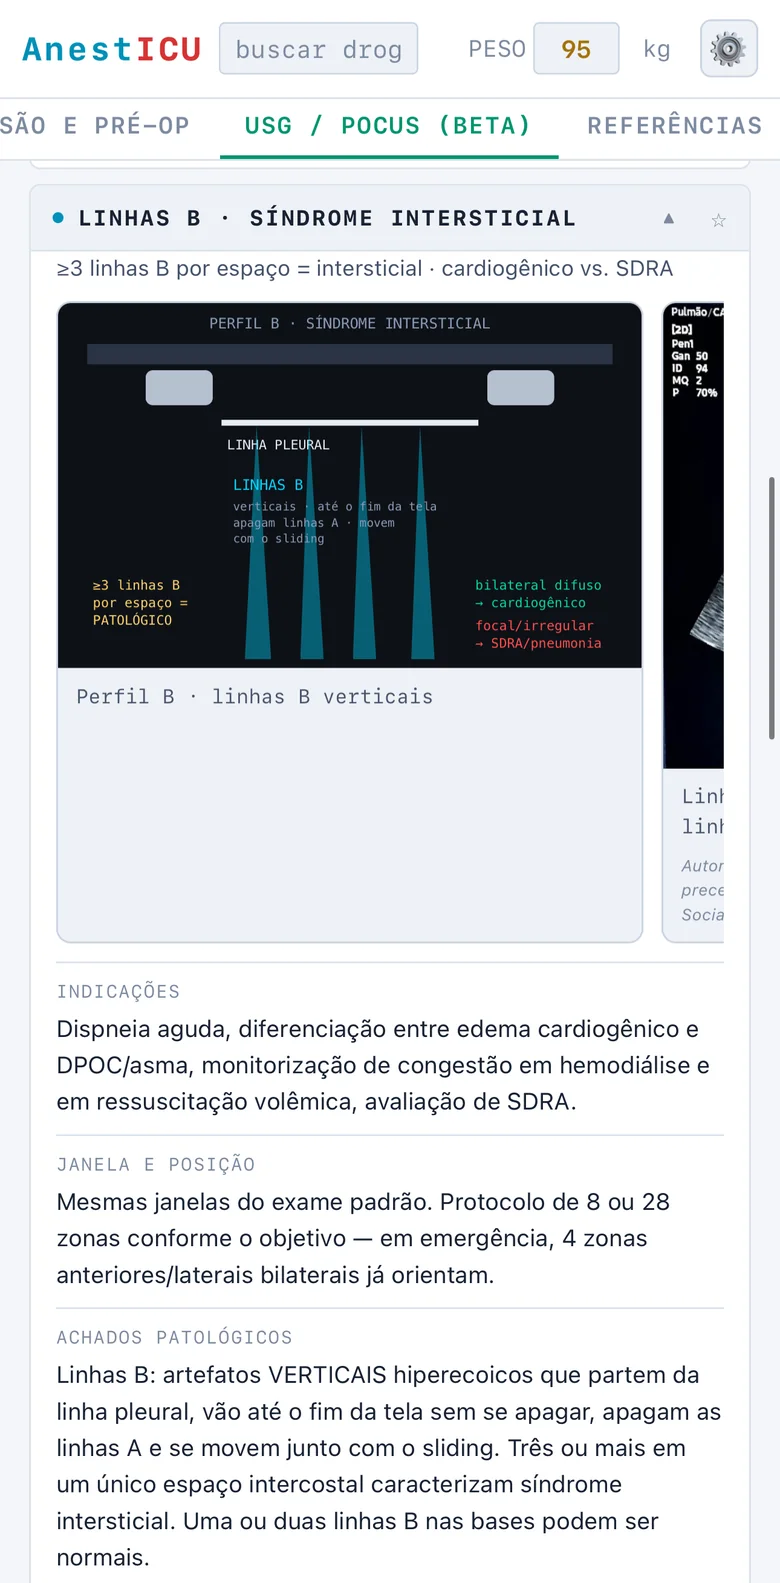 AnestICU buscar drog PESO 95 kg
SÃO E PRÉ-OP USG / POCUS (BETA) REFERÊNCIAS
LINHAS B · SÍNDROME INTERSTICIAL ▲ ☆
≥3 linhas B por espaço = intersticial · cardiogênico vs. SDRA
PERFIL B · SÍNDROME INTERSTICIAL
LINHA PLEURAL
LINHAS B
verticais · até o fim da tela
apagam linhas A · movem
com o sliding
≥3 linhas B
por espaço =
PATOLÓGICO
bilateral difuso
→ cardiogênico
focal/irregular
→ SDRA/pneumonia
Perfil B · linhas B verticais
Pulmão/CA
[2D]
Pen1
Gan 50
ID 94
MQ 2
P 70%
Linh
linh
Autor
prece
Socia
INDICAÇÕES
Dispneia aguda, diferenciação entre edema cardiogênico e
DPOC/asma, monitorização de congestão em hemodiálise e
em ressuscitação volêmica, avaliação de SDRA.
JANELA E POSIÇÃO
Mesmas janelas do exame padrão. Protocolo de 8 ou 28
zonas conforme o objetivo — em emergência, 4 zonas
anteriores/laterais bilaterais já orientam.
ACHADOS PATOLÓGICOS
Linhas B: artefatos VERTICAIS hiperecoicos que partem da
linha pleural, vão até o fim da tela sem se apagar, apagam as
linhas A e se movem junto com o sliding. Três ou mais em
um único espaço intercostal caracterizam síndrome
intersticial. Uma ou duas linhas B nas bases podem ser
normais.